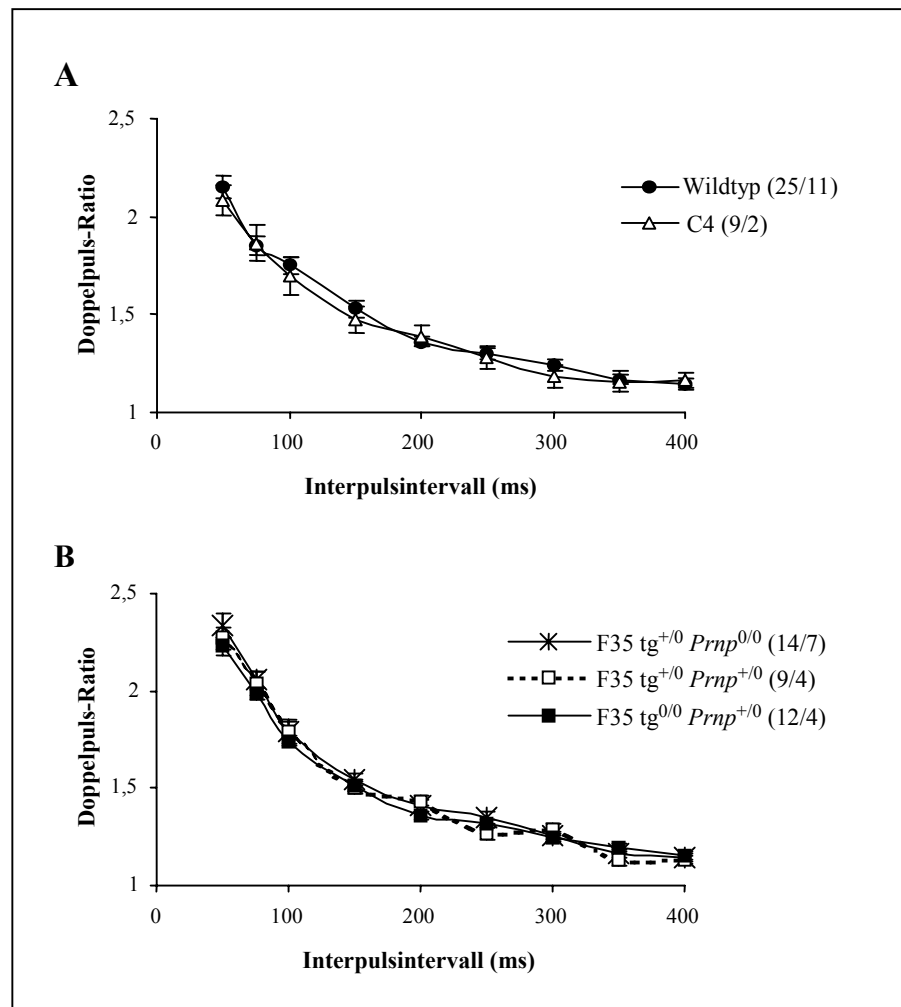 A
2,5
2
1,5
1
Doppelpuls-Ratio
0 100 200 300 400
Interpulsintervall (ms)
Wildtyp (25/11)
C4 (9/2)
B
2,5
2
1,5
1
Doppelpuls-Ratio
0 100 200 300 400
Interpulsintervall (ms)
F35 tg+/0 Prnp0/0 (14/7)
F35 tg+/0 Prnp+/0 (9/4)
F35 tg0/0 Prnp+/0 (12/4)